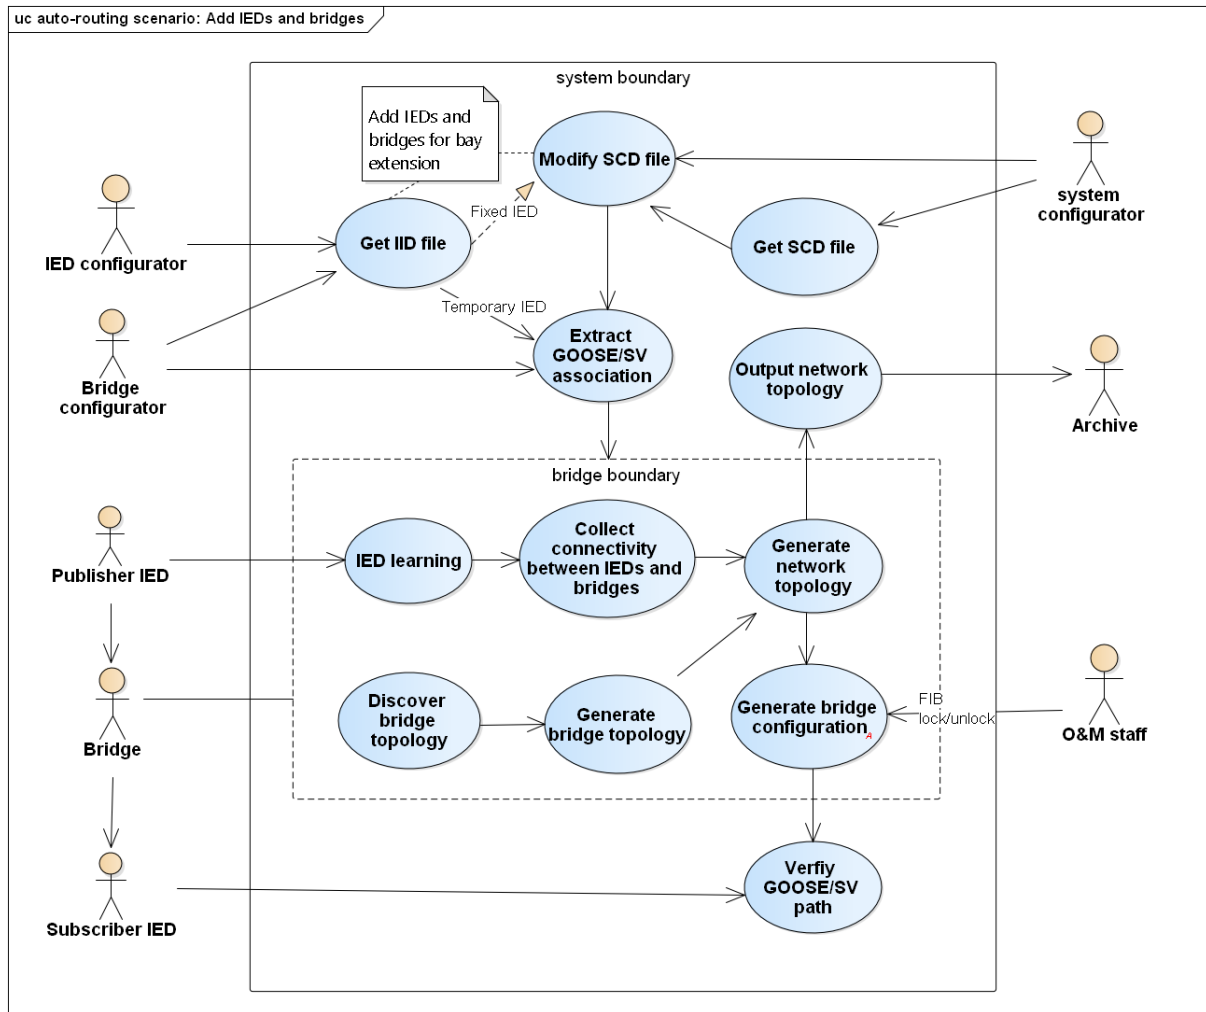 uc auto-routing scenario: Add IEDs and bridges
system boundary
Add IEDs and
bridges for bay
extension
Modify SCD file
system
configurator
Fixed IED
Get IID file
Get SCD file
IED configurator
Temporary IED
Extract
GOOSE/SV
association
Bridge
configurator
Output network
topology
Archive
bridge boundary
Publisher IED
IED learning
Collect
connectivity
between IEDs and
bridges
Generate
network
topology
Bridge
Discover
bridge
topology
Generate
bridge topology
Generate bridge
configuration
A
FIB
lock/unlock
O&M staff
Verfiy
GOOSE/SV
path
Subscriber IED